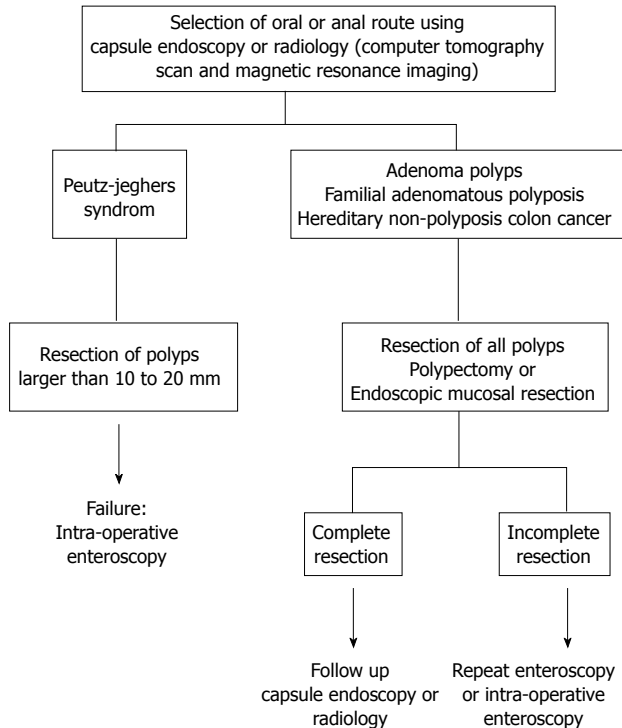 Selection of oral or anal route using
capsule endoscopy or radiology (computer tomography
scan and magnetic resonance imaging)
Peutz-jeghers
syndrom
Adenoma polyps
Familial adenomatous polyposis
Hereditary non-polyposis colon cancer
Resection of polyps
larger than 10 to 20 mm
Resection of all polyps
Polypectomy or
Endoscopic mucosal resection
Failure:
Intra-operative
enteroscopy
Complete
resection
Incomplete
resection
Follow up
capsule endoscopy or
radiology
Repeat enteroscopy
or intra-operative
enteroscopy